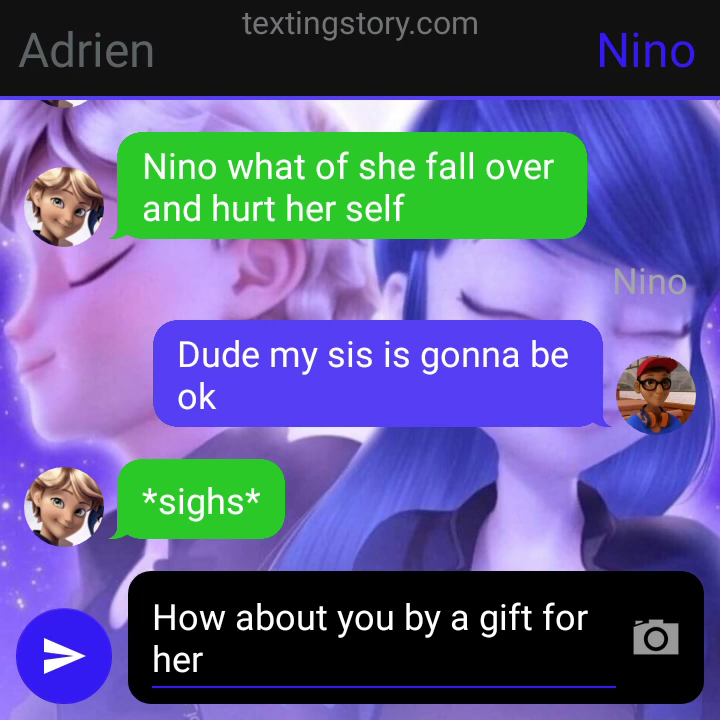 textingstory.com
Adrien
Nino
Nino what of she fall over
and hurt her self
Nino
Dude my sis is gonna be
ok
*sighs*
How about you by a gift for
her